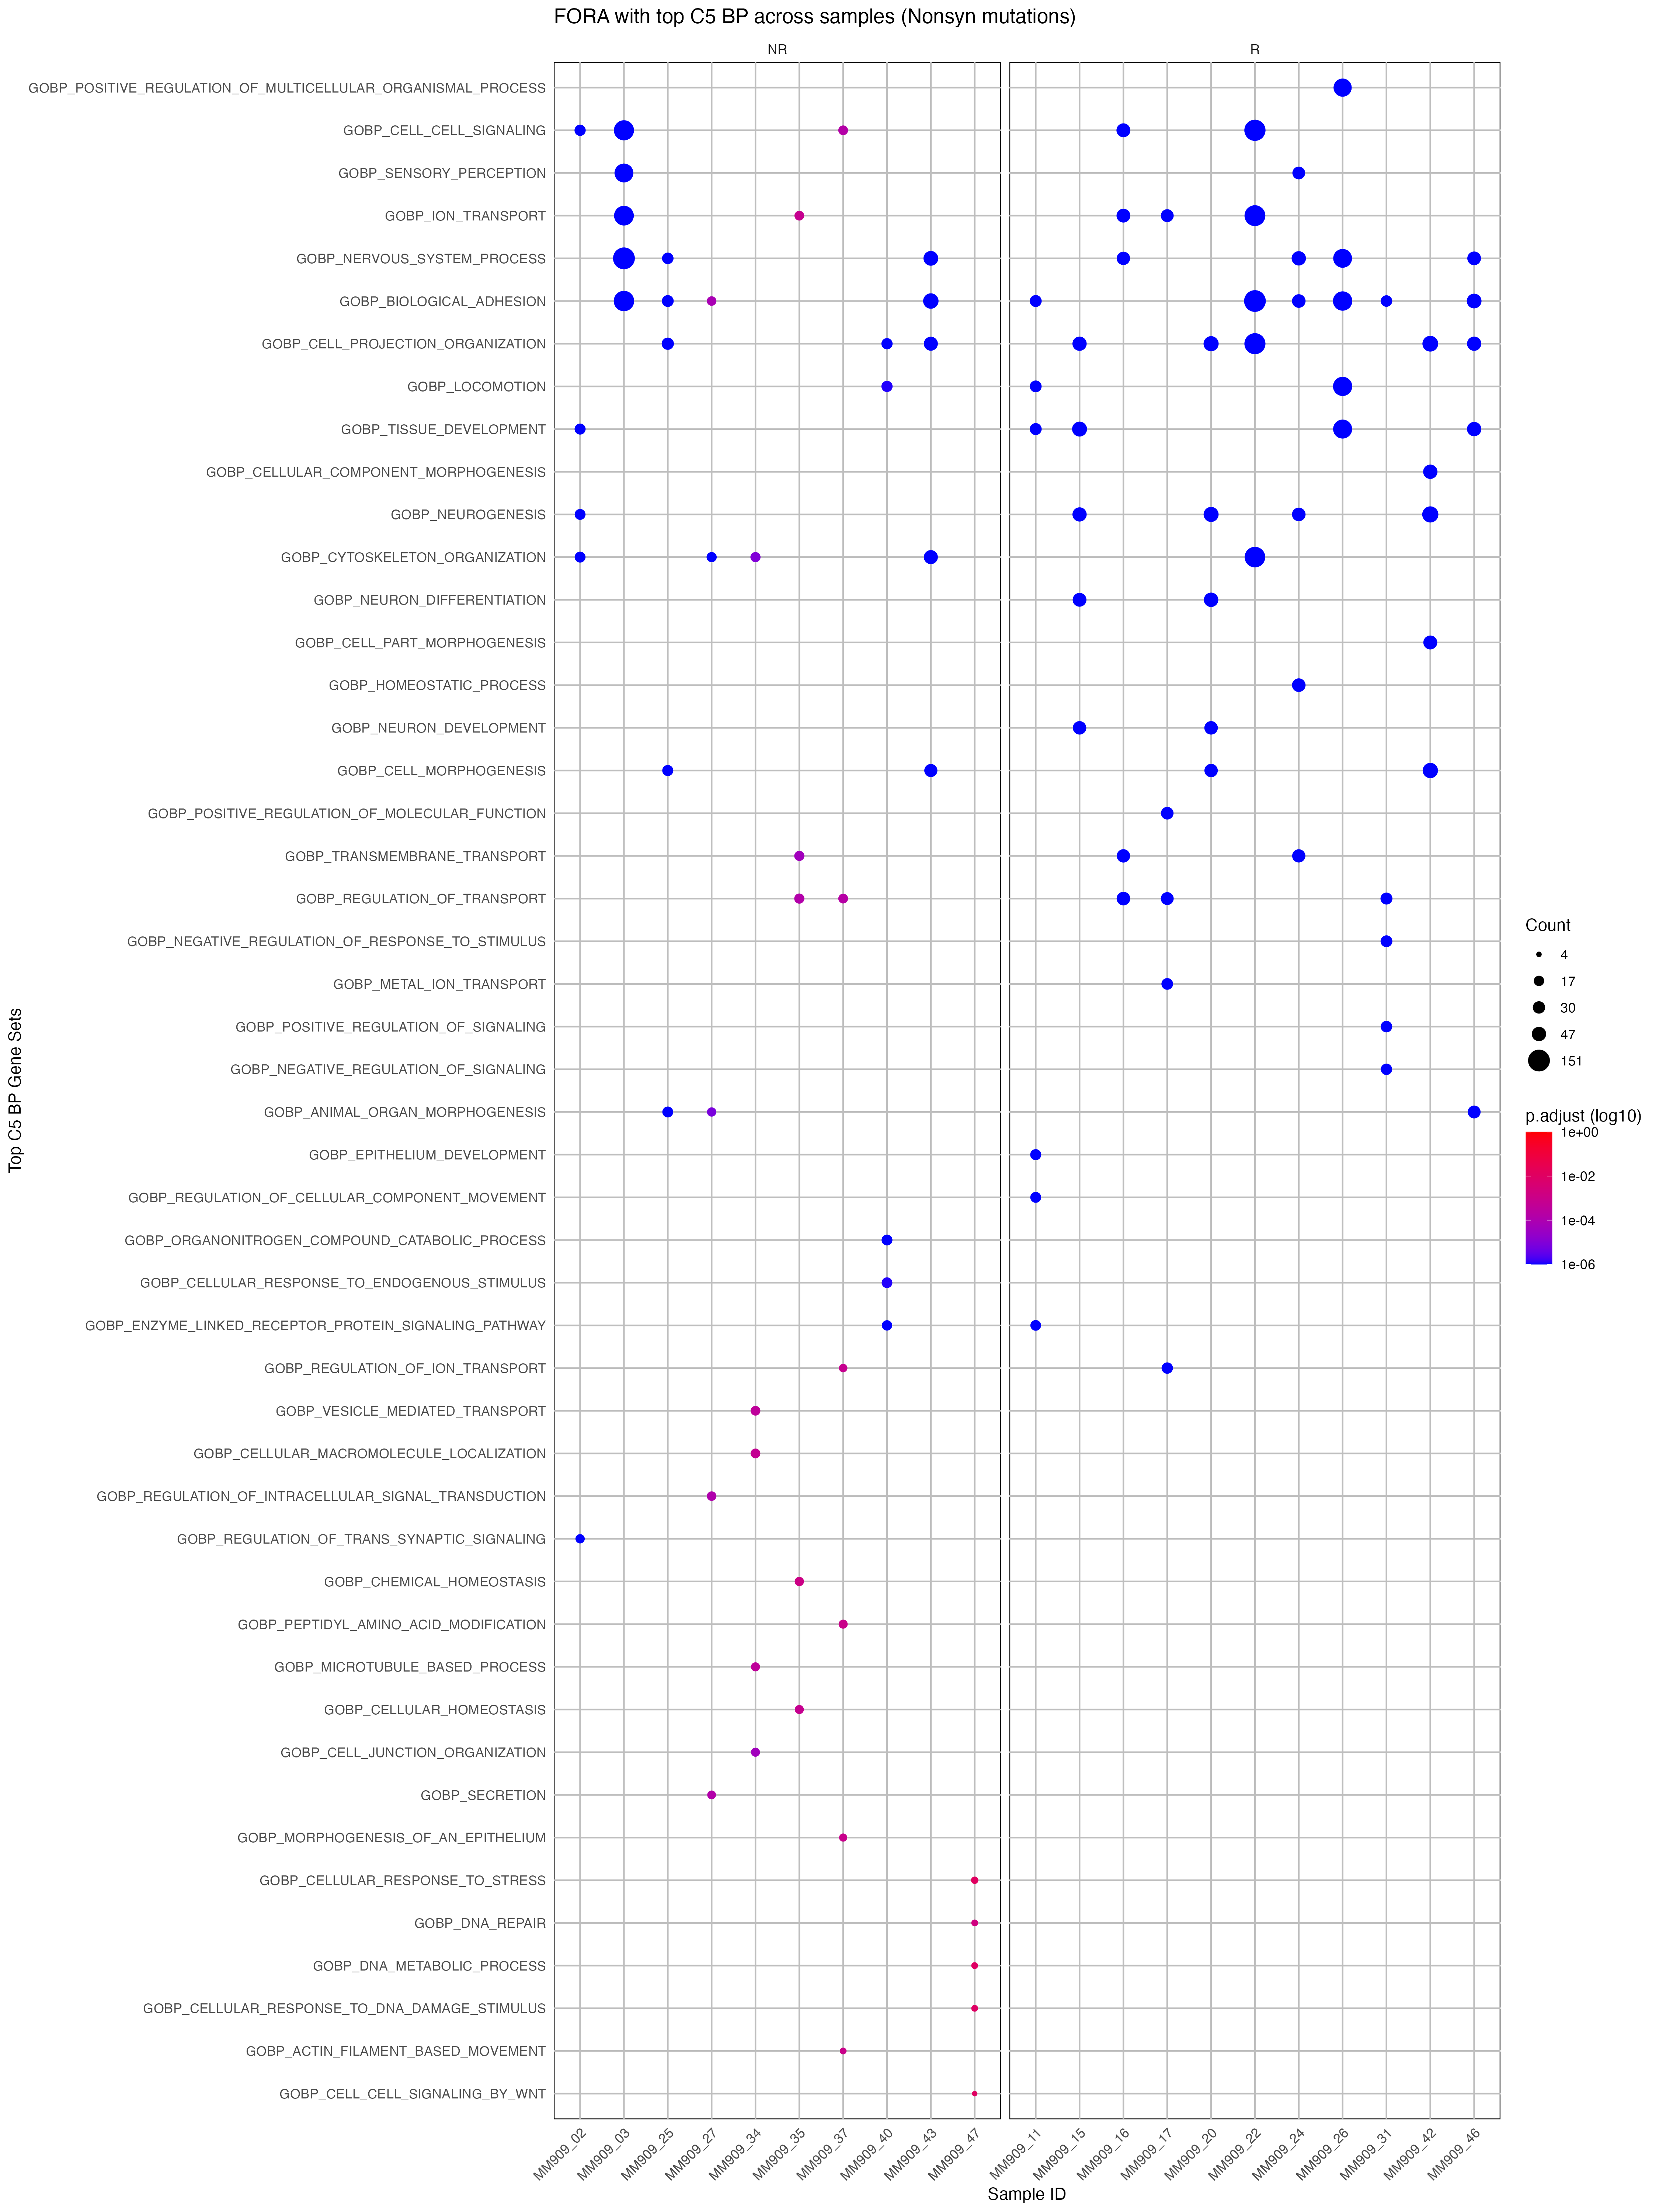 FORA with top C5 BP across samples (Nonsyn mutations)
NR
R
GOBP_POSITIVE_REGULATION_OF_MULTICELLULAR_ORGANISMAL_PROCESS
GOBP_CELL_CELL_SIGNALING
GOBP_SENSORY_PERCEPTION
GOBP_ION_TRANSPORT
GOBP_NERVOUS_SYSTEM_PROCESS
GOBP_BIOLOGICAL_ADHESION
GOBP_CELL_PROJECTION_ORGANIZATION
GOBP_LOCOMOTION
GOBP_TISSUE_DEVELOPMENT
GOBP_CELLULAR_COMPONENT_MORPHOGENESIS
GOBP_NEUROGENESIS
GOBP_CYTOSKELETON_ORGANIZATION
GOBP_NEURON_DIFFERENTIATION
GOBP_CELL_PART_MORPHOGENESIS
GOBP_HOMEOSTATIC_PROCESS
GOBP_NEURON_DEVELOPMENT
GOBP_CELL_MORPHOGENESIS
GOBP_POSITIVE_REGULATION_OF_MOLECULAR_FUNCTION
GOBP_TRANSMEMBRANE_TRANSPORT
GOBP_REGULATION_OF_TRANSPORT
GOBP_NEGATIVE_REGULATION_OF_RESPONSE_TO_STIMULUS
GOBP_METAL_ION_TRANSPORT
GOBP_POSITIVE_REGULATION_OF_SIGNALING
GOBP_NEGATIVE_REGULATION_OF_SIGNALING
GOBP_ANIMAL_ORGAN_MORPHOGENESIS
GOBP_EPITHELIUM_DEVELOPMENT
GOBP_REGULATION_OF_CELLULAR_COMPONENT_MOVEMENT
GOBP_ORGANONITROGEN_COMPOUND_CATABOLIC_PROCESS
GOBP_CELLULAR_RESPONSE_TO_ENDOGENOUS_STIMULUS
GOBP_ENZYME_LINKED_RECEPTOR_PROTEIN_SIGNALING_PATHWAY
GOBP_REGULATION_OF_ION_TRANSPORT
GOBP_VESICLE_MEDIATED_TRANSPORT
GOBP_CELLULAR_MACROMOLECULE_LOCALIZATION
GOBP_REGULATION_OF_INTRACELLULAR_SIGNAL_TRANSDUCTION
GOBP_REGULATION_OF_TRANS_SYNAPTIC_SIGNALING
GOBP_CHEMICAL_HOMEOSTASIS
GOBP_PEPTIDYL_AMINO_ACID_MODIFICATION
GOBP_MICROTUBULE_BASED_PROCESS
GOBP_CELLULAR_HOMEOSTASIS
GOBP_CELL_JUNCTION_ORGANIZATION
GOBP_SECRETION
GOBP_MORPHOGENESIS_OF_AN_EPITHELIUM
GOBP_CELLULAR_RESPONSE_TO_STRESS
GOBP_DNA_REPAIR
GOBP_DNA_METABOLIC_PROCESS
GOBP_CELLULAR_RESPONSE_TO_DNA_DAMAGE_STIMULUS
GOBP_ACTIN_FILAMENT_BASED_MOVEMENT
GOBP_CELL_CELL_SIGNALING_BY_WNT
Top C5 BP Gene Sets
MM909_02
MM909_03
MM909_25
MM909_27
MM909_34
MM909_35
MM909_37
MM909_40
MM909_43
MM909_47
MM909_11
MM909_15
MM909_16
MM909_17
MM909_20
MM909_22
MM909_24
MM909_26
MM909_31
MM909_42
MM909_46
Sample ID
Count
4
17
30
47
151
p.adjust (log10)
1e+00
1e-02
1e-04
1e-06